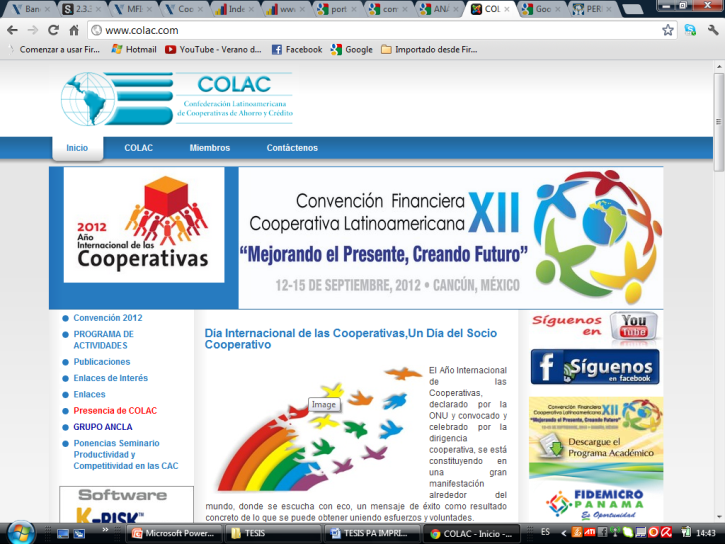 Ban
2.3.
MFI
Coc
Inde
ww
port
com
ANÁ
COL
Goo
PER
www.colac.com
Comenzar a usar Fir...
Hotmail
YouTube - Verano d...
Facebook
Google
Importado desde Fir...
COLAC
Confederación Latinoamericana
de Cooperativas de Ahorro y Crédito
Inicio
COLAC
Miembros
Contáctenos
2012
Año
Internacional de las
Cooperativas
Convención Financiera
Cooperativa Latinoamericana XII
“Mejorando el Presente, Creando Futuro”
12-15 DE SEPTIEMBRE, 2012 • CANCÚN, MÉXICO
Convención 2012
PROGRAMA DE
ACTIVIDADES
Publicaciones
Enlaces de Interés
Enlaces
Presencia de COLAC
GRUPO ANCLA
Ponencias Seminario
Productividad y
Competitividad en las CAC
Software
K-RISK
Dia Internacional de las Cooperativas,Un Dia del Socio
Cooperativo
Image
El Año Internacional
de las
Cooperativas,
declarado por la
ONU y convocado y
celebrado por la
dirigencia
cooperativa, se está
constituyendo en
una gran
manifestación
alrededor del
mundo, donde se escucha con eco, un mensaje de éxito como resultado
concreto de lo que se puede obtener uniendo esfuerzos y voluntades.
Síguenos
en
You
Tube
f Síguenos
en facebook
Convención Financiera
Cooperativa Latinoamericana XII
"Mejorando el Presente, Creando Futuro"
Descargue el
Programa Académico
FIDEMICRO
PANAMA
Es Oportunidad
Microsoft Power...
TESIS
TESIS PA IMPRI...
COLAC - Inicio -...
ES
14:43